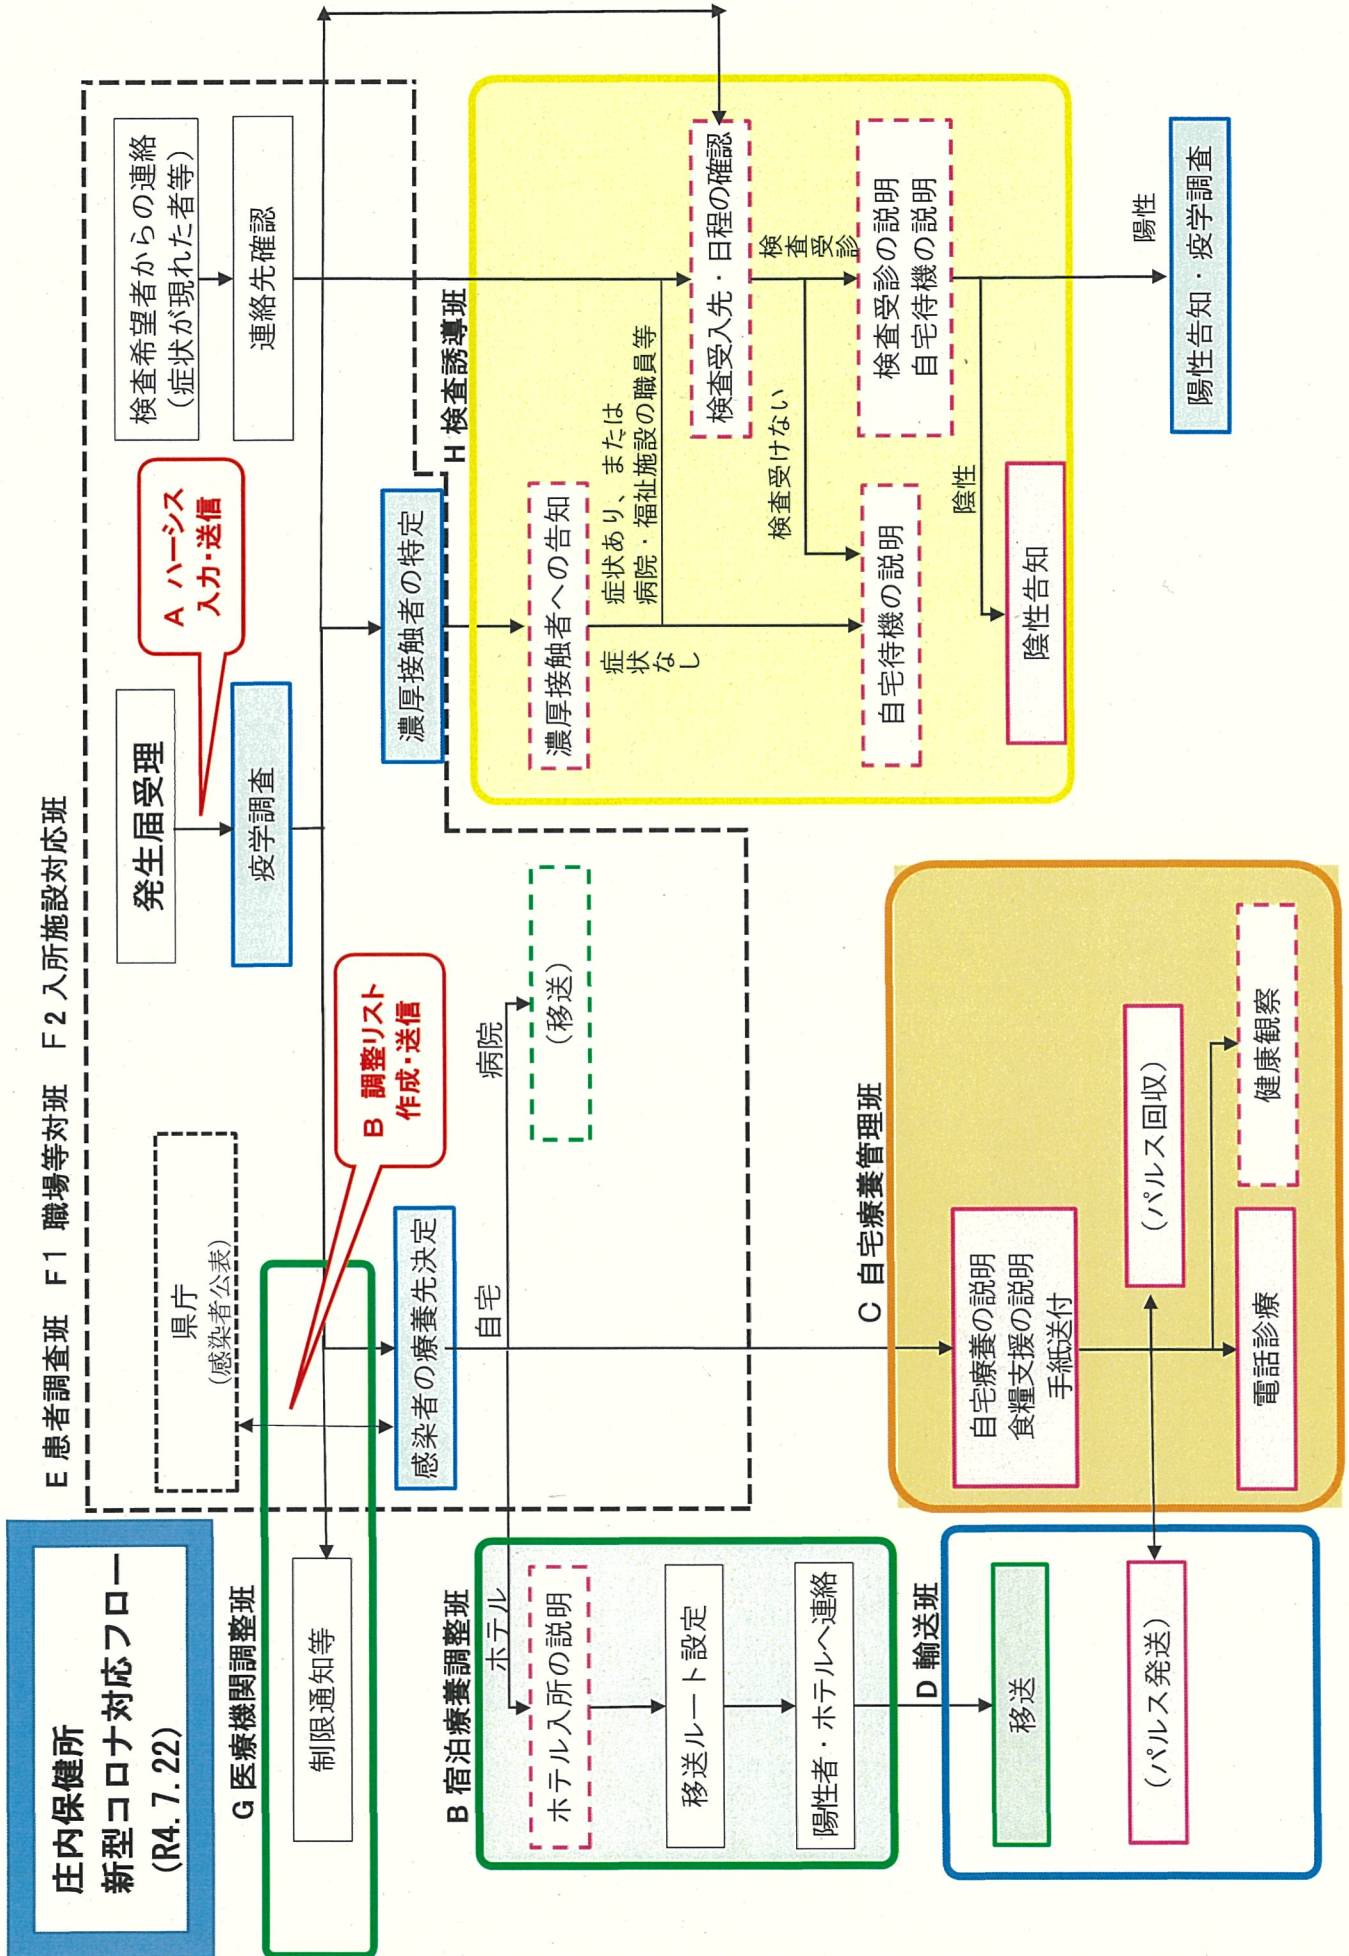 庄内保健所
新型コロナ対応フロー
(R4.7.22)
E 患者調査班　F1 職場等対班　F2 入所施設対応班
県庁
(感染者公表)
発生届受理
A ハーシス
入力・送信
検査希望者からの連絡
(症状が現れた者等)
疫学調査
連絡先確認
G 医療機関調整班
制限通知等
B 調整リスト
作成・送信
感染者の療養先決定
濃厚接触者の特定
H 検査誘導班
B 宿泊療養調整班
ホテル
自宅
病院
ホテル入所の説明
(移送)
濃厚接触者への告知
症状なし
症状あり、または
病院・福祉施設の職員等
移送ルート設定
検査受入先・日程の確認
検査受けない
検査受診
陽性者・ホテルへ連絡
自宅待機の説明
検査受診の説明
自宅待機の説明
C 自宅療養管理班
D 輸送班
移送
自宅療養の説明
食糧支援の説明
手紙送付
陰性
陰性告知
陽性
(パルス発送)
(パルス回収)
陽性告知・疫学調査
電話診療
健康観察